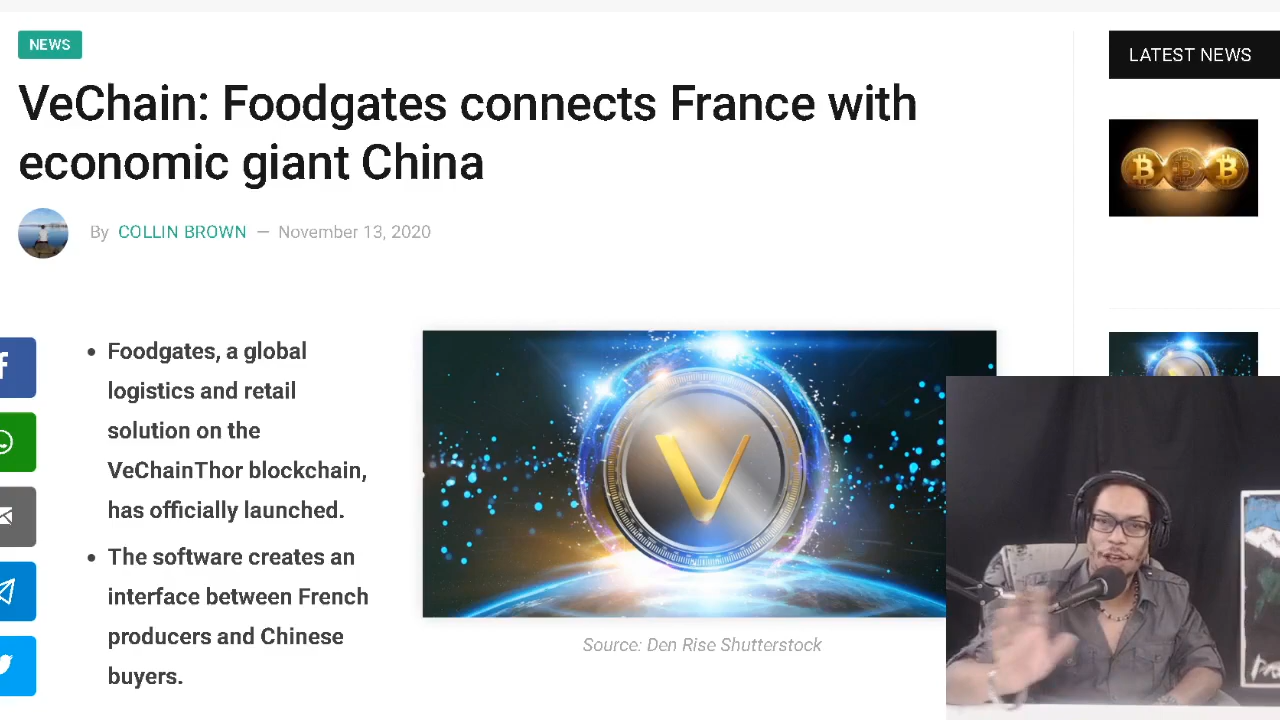 NEWS
VeChain: Foodgates connects France with
economic giant China
By COLLIN BROWN — November 13, 2020
• Foodgates, a global
logistics and retail
solution on the
VeChainThor blockchain,
has officially launched.
• The software creates an
interface between French
producers and Chinese
buyers.
Source: Den Rise Shutterstock
LATEST NEWS